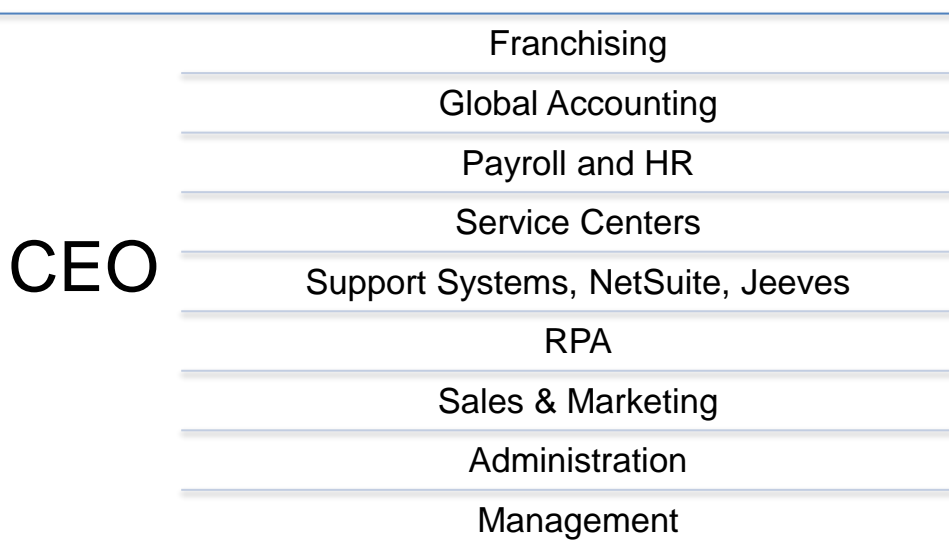 CEO
Franchising
Global Accounting
Payroll and HR
Service Centers
Support Systems, NetSuite, Jeeves
RPA
Sales & Marketing
Administration
Management